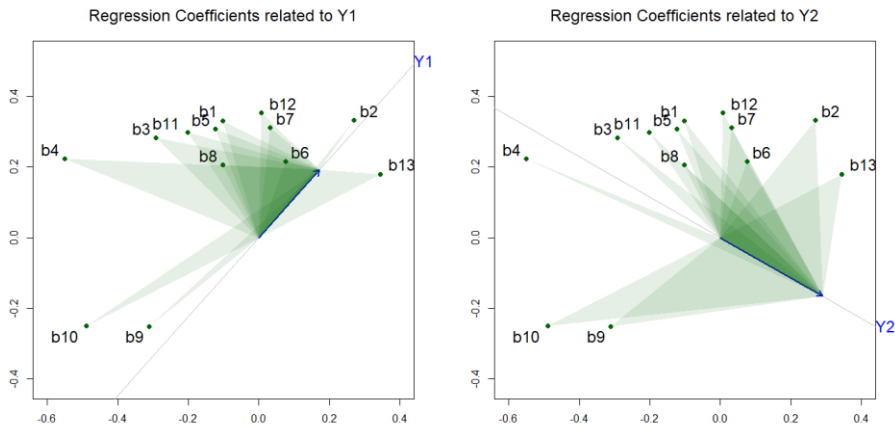 Regression Coefficients related to Y1
Y1
b12
b2
b1
b7
b11
b5
b3
b4
b8
b6
b13
b10
b9
0.4
0.2
0.0
-0.2
-0.4
-0.6
-0.4
-0.2
0.0
0.2
0.4
Regression Coefficients related to Y2
b12
b2
b1
b7
b11
b5
b3
b4
b8
b6
b13
b10
b9
Y2
0.4
0.2
0.0
-0.2
-0.4
-0.6
-0.4
-0.2
0.0
0.2
0.4